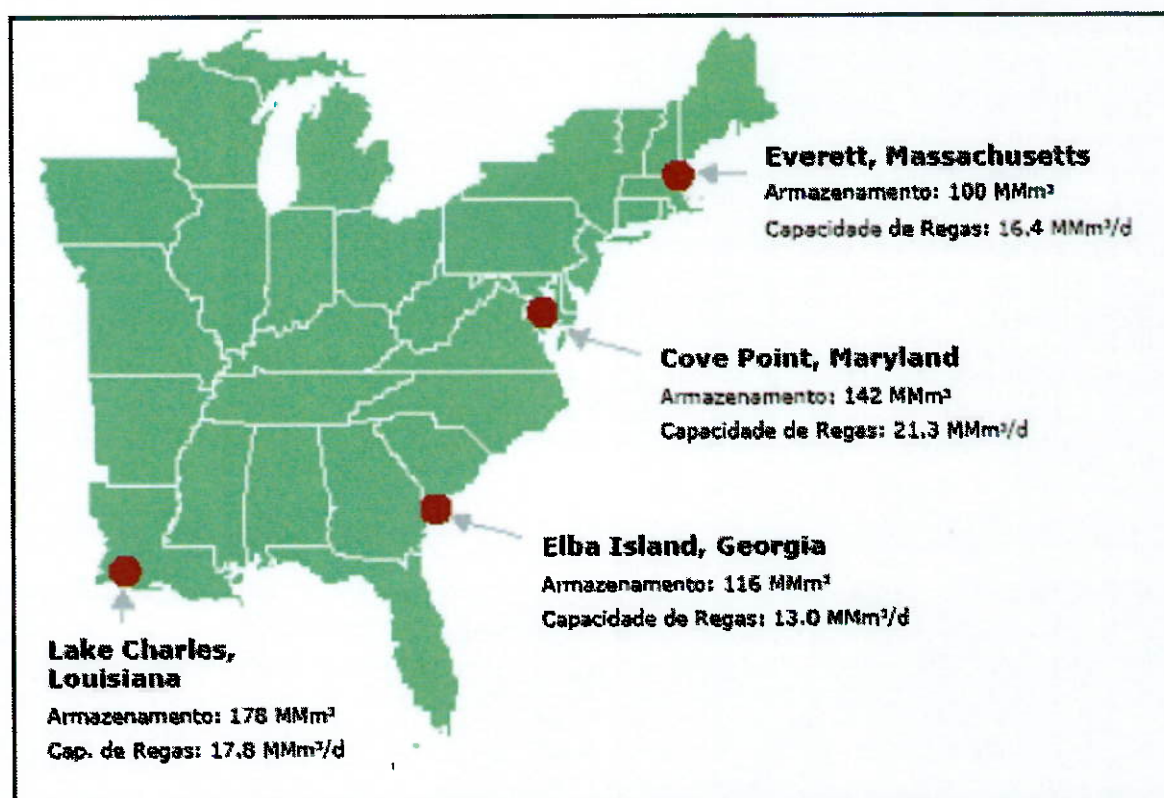 Everett, Massachusetts
Armazenamento: 100 MMm³
Capacidade de Regas: 16.4 MMm³/d
Cove Point, Maryland
Armazenamento: 142 MMm³
Capacidade de Regas: 21.3 MMm³/d
Elba Island, Georgia
Armazenamento: 116 MMm³
Capacidade de Regas: 13.0 MMm³/d
Lake Charles,
Louisiana
Armazenamento: 178 MMm³
Cap. de Regas: 17.8 MMm³/d